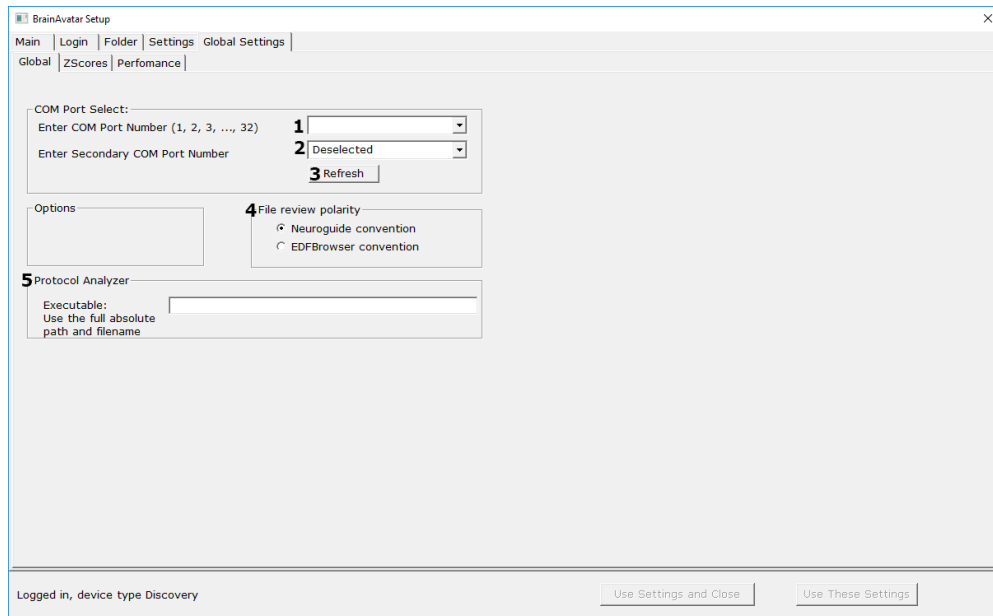 BrainAvatar Setup
Main Login Folder Settings Global Settings
Global ZScores Perfomance
COM Port Select:
Enter COM Port Number (1, 2, 3, ..., 32) 1
Enter Secondary COM Port Number 2 Deselected
3 Refresh
Options 4 File review polarity
Neuroguide convention
EDFBrowser convention
5 Protocol Analyzer
Executable:
Use the full absolute
path and filename
Logged in, device type Discovery Use Settings and Close Use These Settings